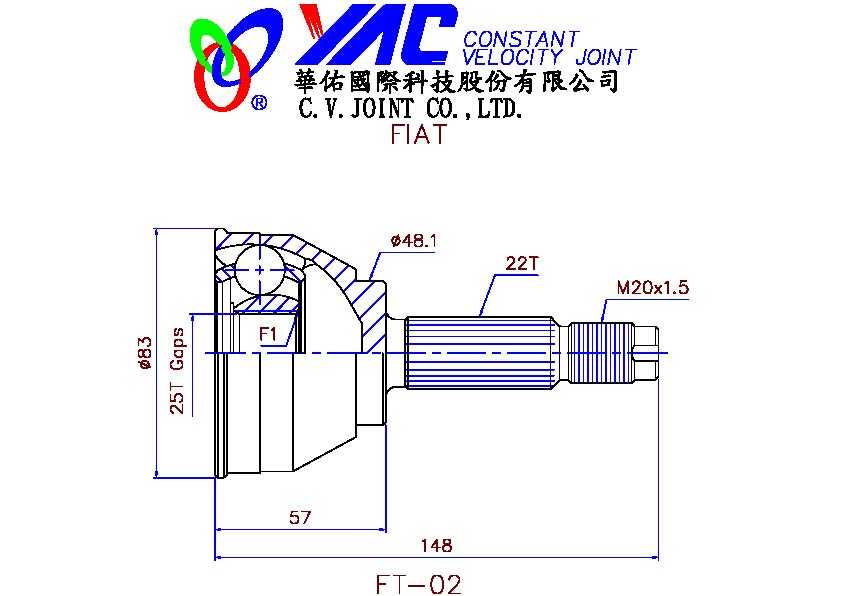 YAC CONSTANT
VELOCITY JOINT
®
華佑國際科技股份有限公司
C.V.JOINT CO.,LTD.
FIAT
ø48.1
22T
M20x1.5
F1
ø83
25T Gaps
57
148
FT-02